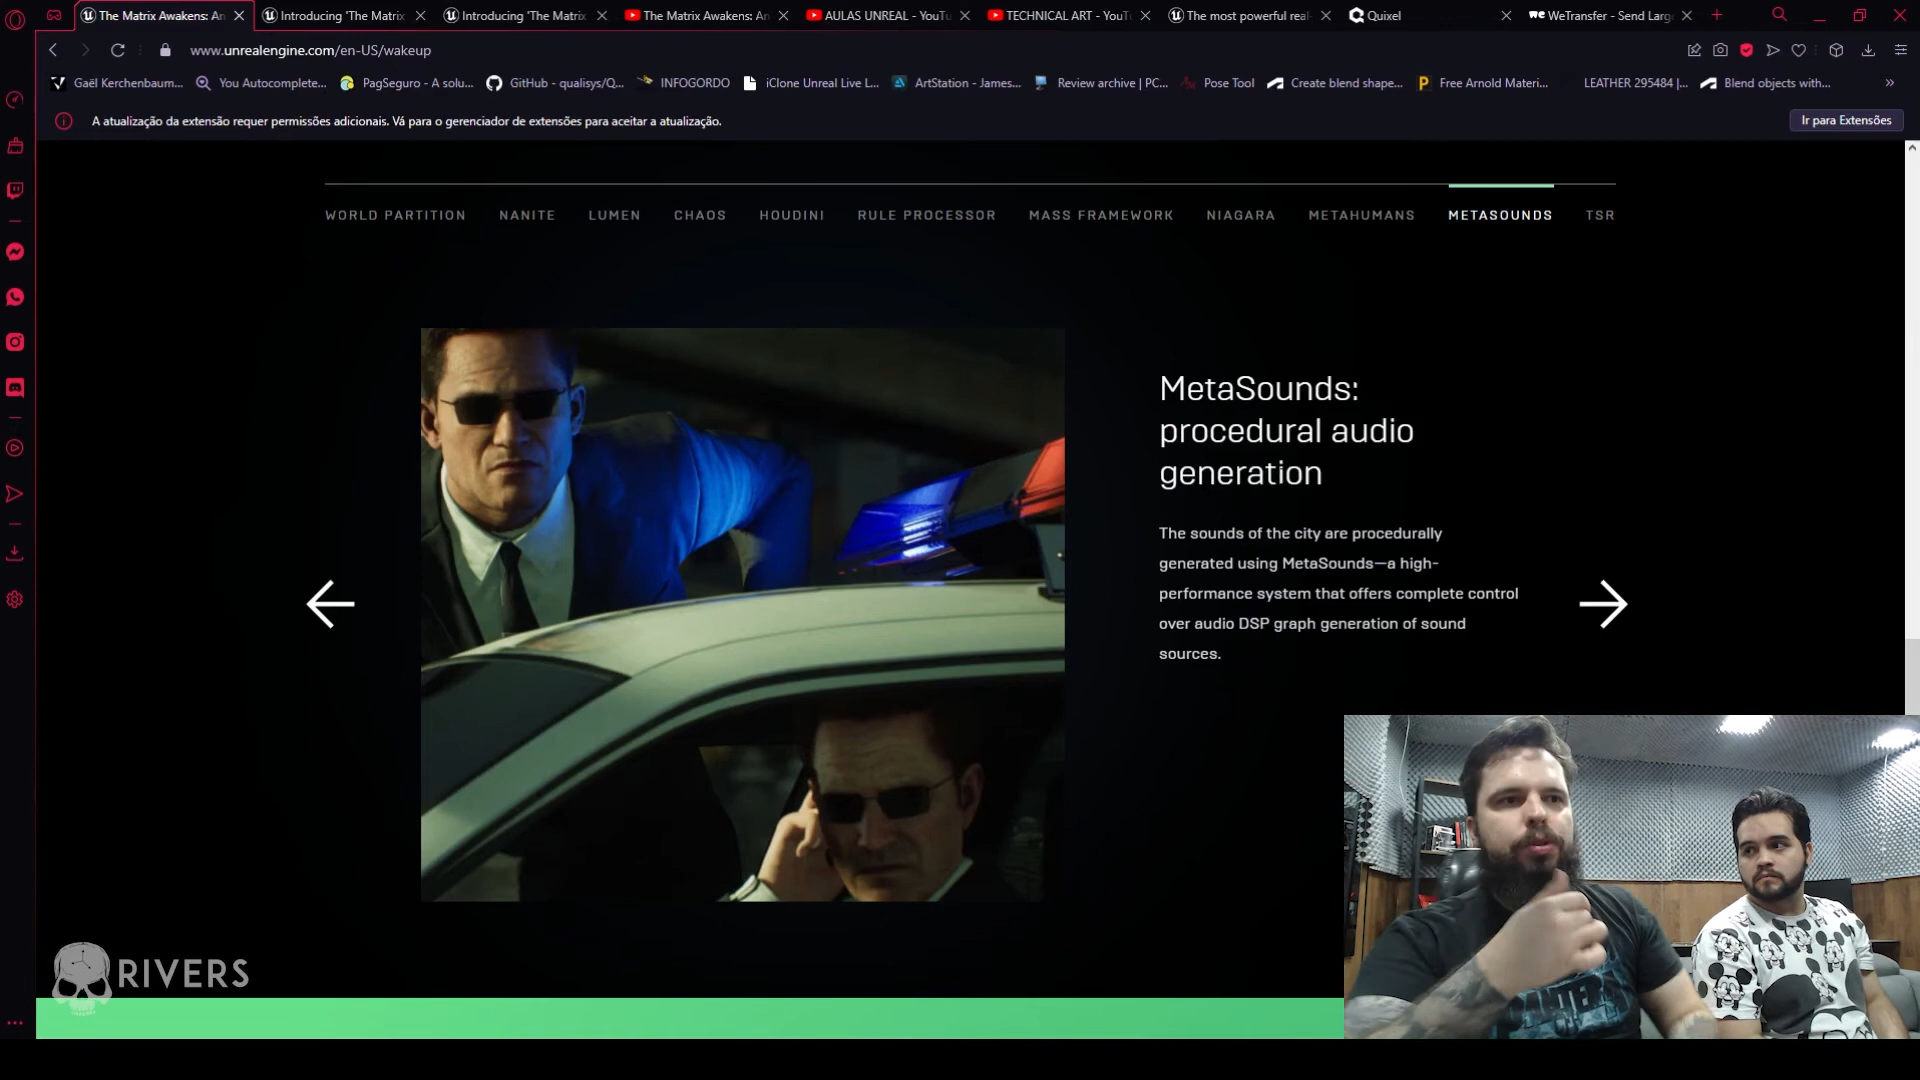 The Matrix Awakens: An
Introducing 'The Matrix
Introducing 'The Matrix
The Matrix Awakens: An
AULAS UNREAL - YouTu
TECHNICAL ART - YouTu
The most powerful real-
Quixel
we WeTransfer - Send Larg
www.unrealengine.com/en-US/wakeup
Gaël Kerchenbaum...
You Autocomplete...
PagSeguro - A solu...
GitHub - qualisys/Q...
INFOGORDO
iClone Unreal Live L...
ArtStation - James...
Review archive | PC...
Pose Tool
Create blend shape...
Free Arnold Materi...
LEATHER 295484 |...
Blend objects with...
A atualização da extensão requer permissões adicionais. Vá para o gerenciador de extensões para aceitar a atualização.
Ir para Extensões
WORLD PARTITION NANITE LUMEN CHAOS HOUDINI RULE PROCESSOR MASS FRAMEWORK NIAGARA METAHUMANS METASOUNDS TSR
MetaSounds:
procedural audio
generation
The sounds of the city are procedurally
generated using MetaSounds—a high-
performance system that offers complete control
over audio DSP graph generation of sound
sources.
RIVERS